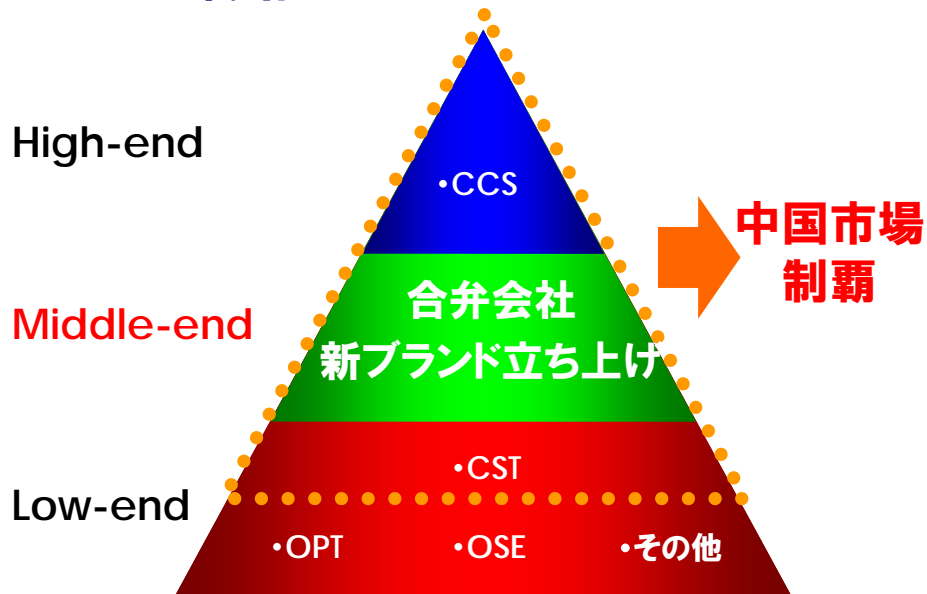 High-end
・CCS
中国市場
制覇
Middle-end
合弁会社
新ブランド立ち上げ
Low-end
・CST
・OPT ・OSE ・その他